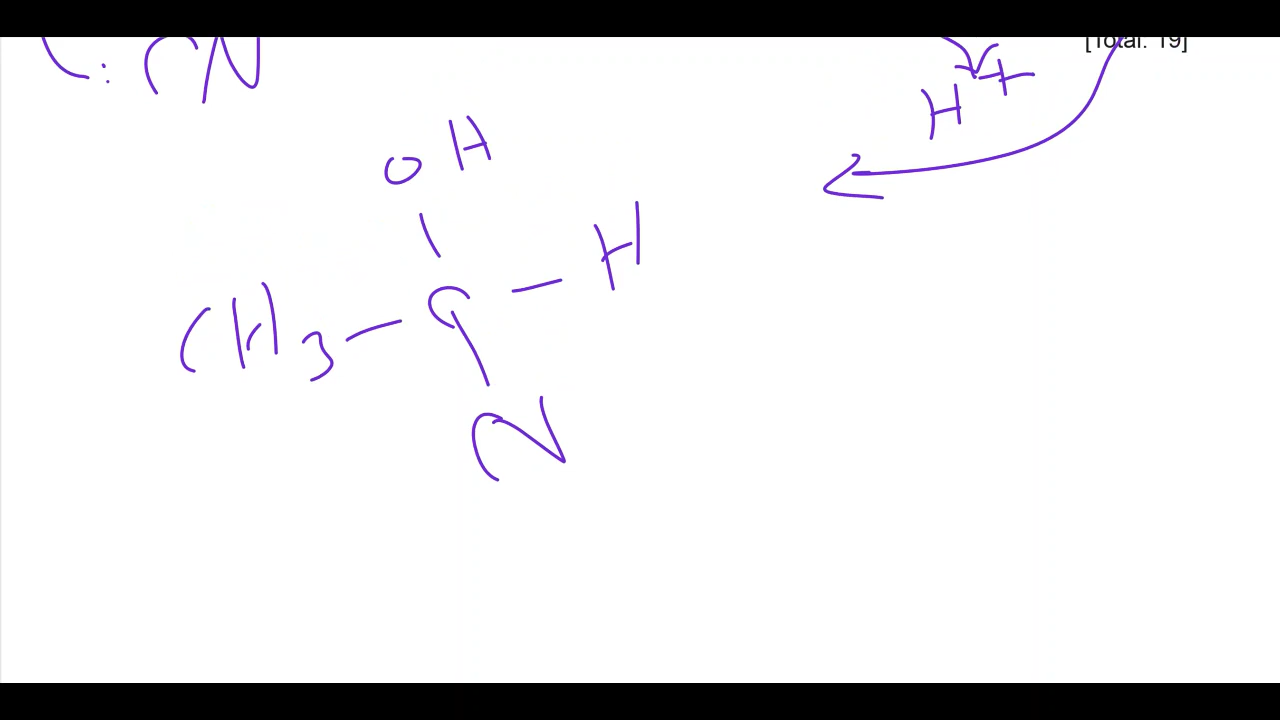 [Total: 19]
:CN
H+
OH
CH3 — C — H
CN